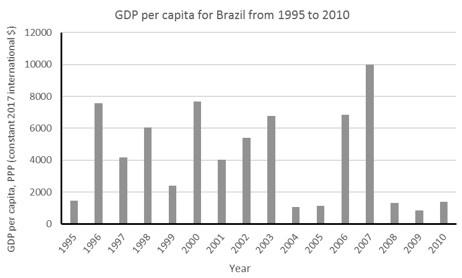 GDP per capita for Brazil from 1995 to 2010
GDP per capita, PPP (constant 2017 international $)
12000
10000
8000
6000
4000
2000
0
1995 1996 1997 1998 1999 2000 2001 2002 2003 2004 2005 2006 2007 2008 2009 2010
Year